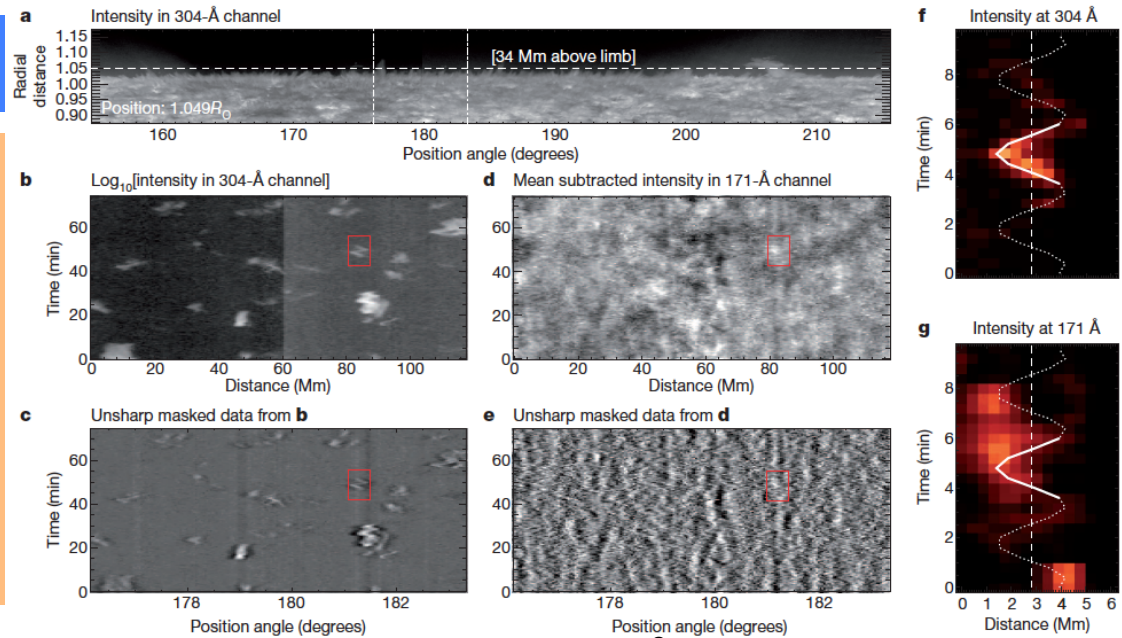 a Intensity in 304-Å channel
Radial distance
1.15
1.10
1.05
1.00
0.95
0.90
[34 Mm above limb]
Position: 1.049R⊙
160 170 180 190 200 210
Position angle (degrees)
b Log10[intensity in 304-Å channel]
Time (min)
60
40
20
0
0 20 40 60 80 100
Distance (Mm)
d Mean subtracted intensity in 171-Å channel
Time (min)
60
40
20
0
0 20 40 60 80 100
Distance (Mm)
c Unsharp masked data from b
Time (min)
60
40
20
0
178 180 182
Position angle (degrees)
e Unsharp masked data from d
Time (min)
60
40
20
0
178 180 182
Position angle (degrees)
f Intensity at 304 Å
Time (min)
8
6
4
2
0
g Intensity at 171 Å
Time (min)
8
6
4
2
0
0 1 2 3 4 5 6
Distance (Mm)